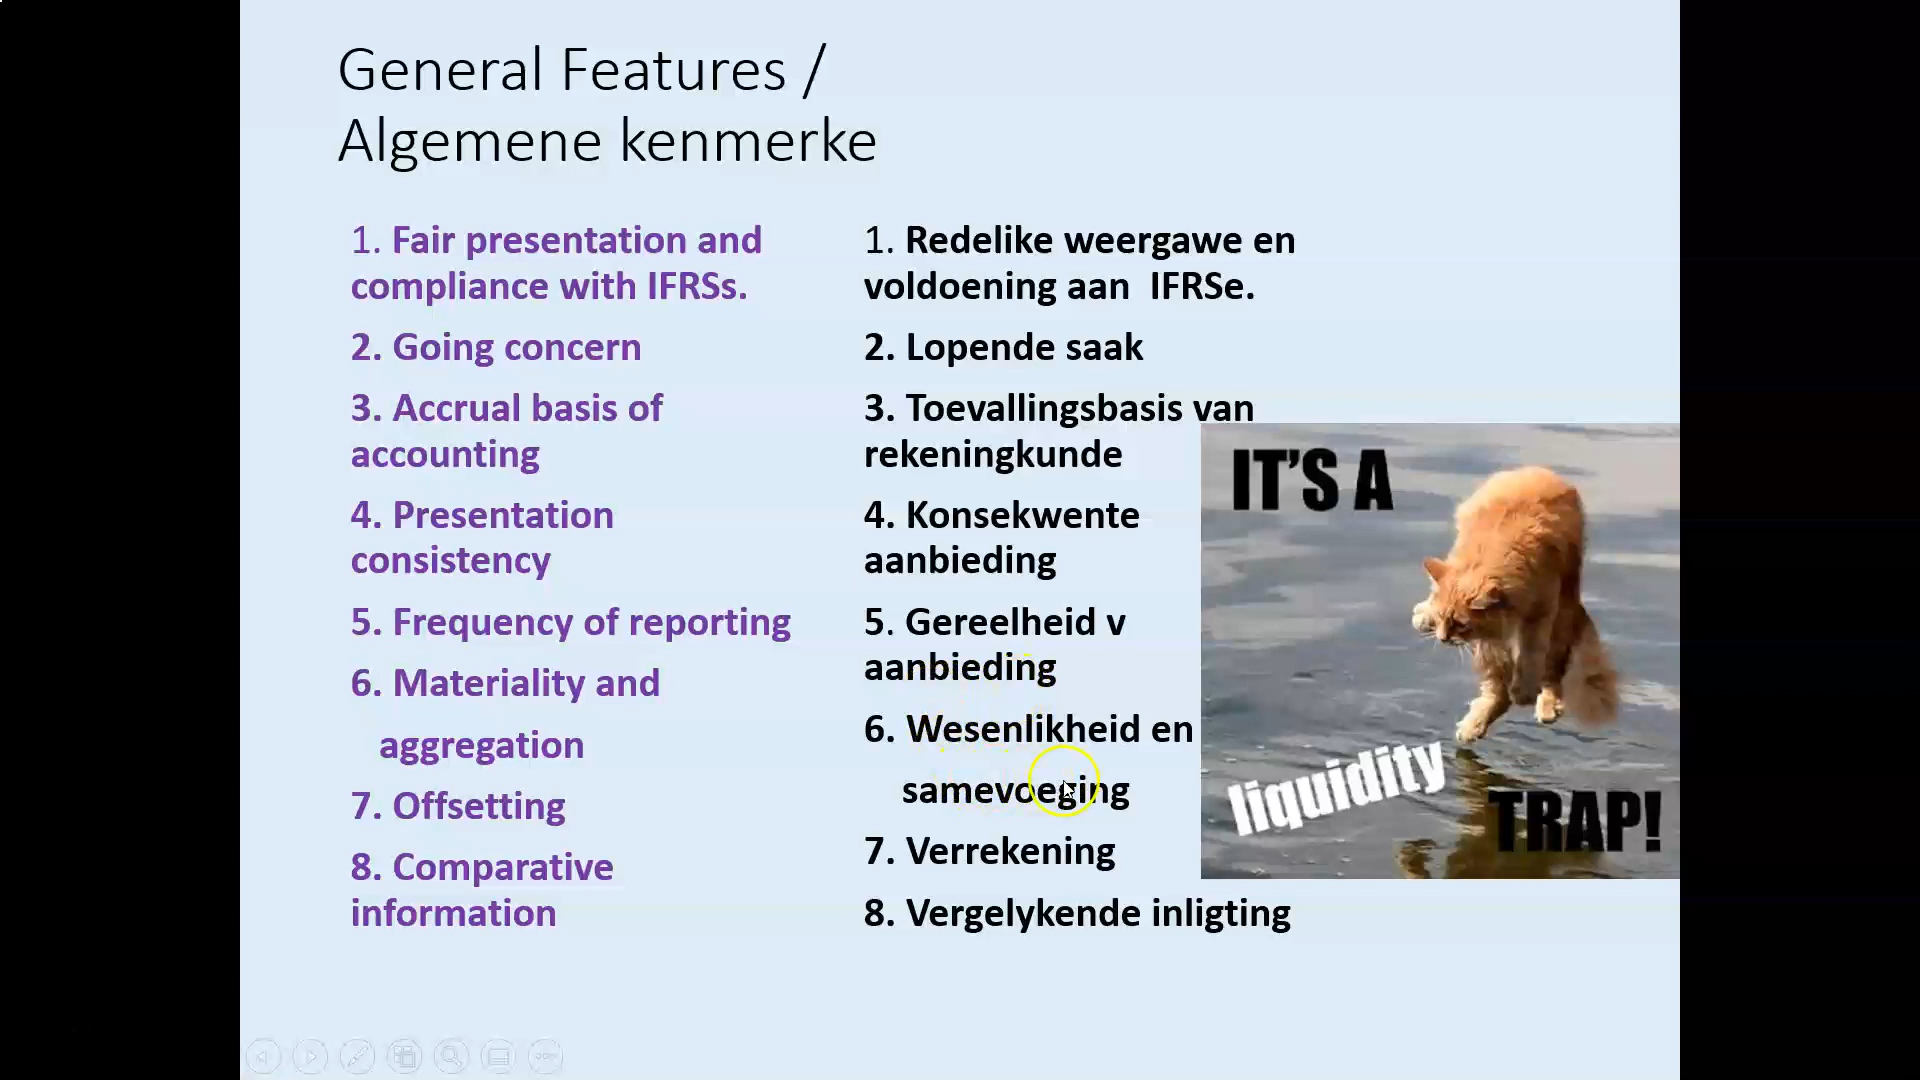 General Features /
Algemene kenmerke
1. Fair presentation and
compliance with IFRSs.
2. Going concern
3. Accrual basis of
accounting
4. Presentation
consistency
5. Frequency of reporting
6. Materiality and
aggregation
7. Offsetting
8. Comparative
information
1. Redelike weergawe en
voldoening aan  IFRSe.
2. Lopende saak
3. Toevallingsbasis van
rekeningkunde
4. Konsekwente
aanbieding
5. Gereelheid v
aanbieding
6. Wesenlikheid en
samevoeging
7. Verrekening
8. Vergelykende inligting
IT'S A
liquidity
TRAP!